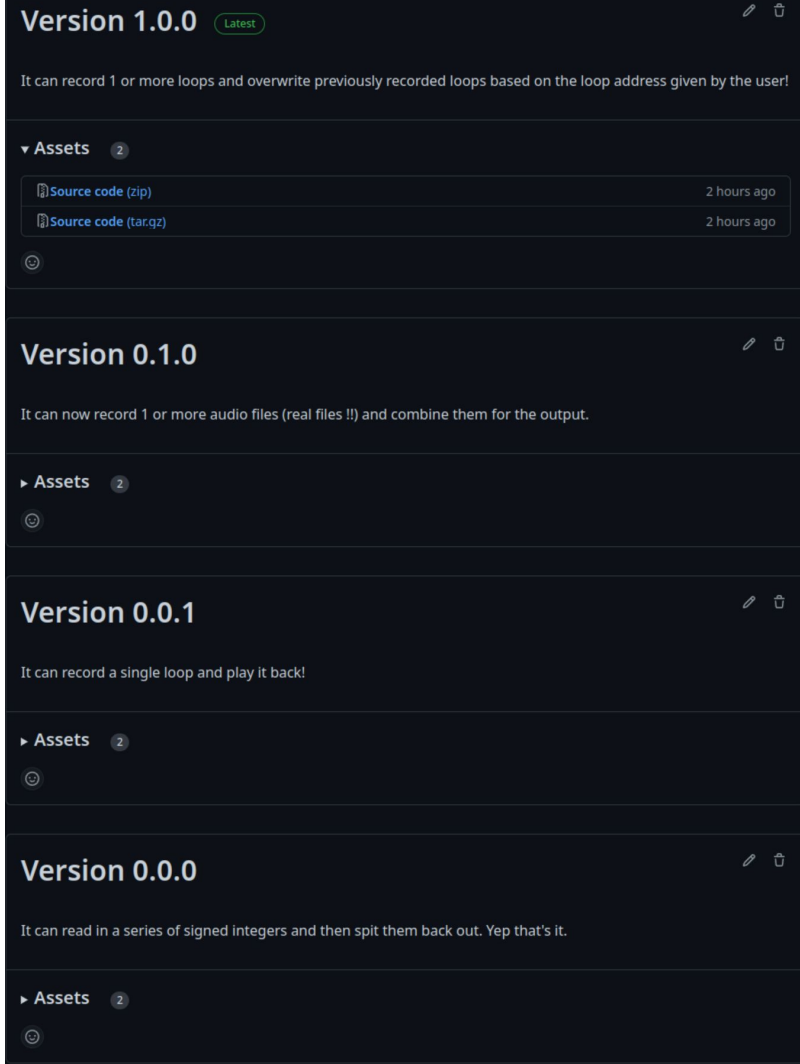 Version 1.0.0 Latest
It can record 1 or more loops and overwrite previously recorded loops based on the loop address given by the user!
Assets 2
Source code (zip) 2 hours ago
Source code (tar.gz) 2 hours ago
Version 0.1.0
It can now record 1 or more audio files (real files !!) and combine them for the output.
Assets 2
Version 0.0.1
It can record a single loop and play it back!
Assets 2
Version 0.0.0
It can read in a series of signed integers and then spit them back out. Yep that's it.
Assets 2